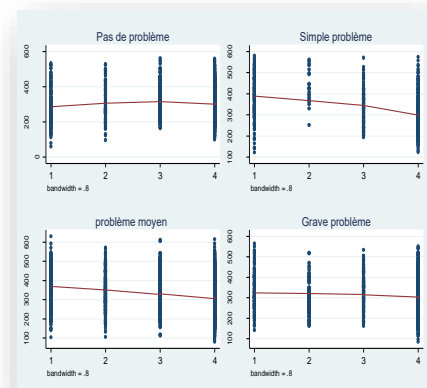 Pas de problème
600
400
200
0
1 2 3 4
bandwidth = .8
Simple problème
600
500
400
300
200
100
1 2 3 4
bandwidth = .8
problème moyen
600
500
400
300
200
100
1 2 3 4
bandwidth = .8
Grave problème
600
500
400
300
200
100
1 2 3 4
bandwidth = .8